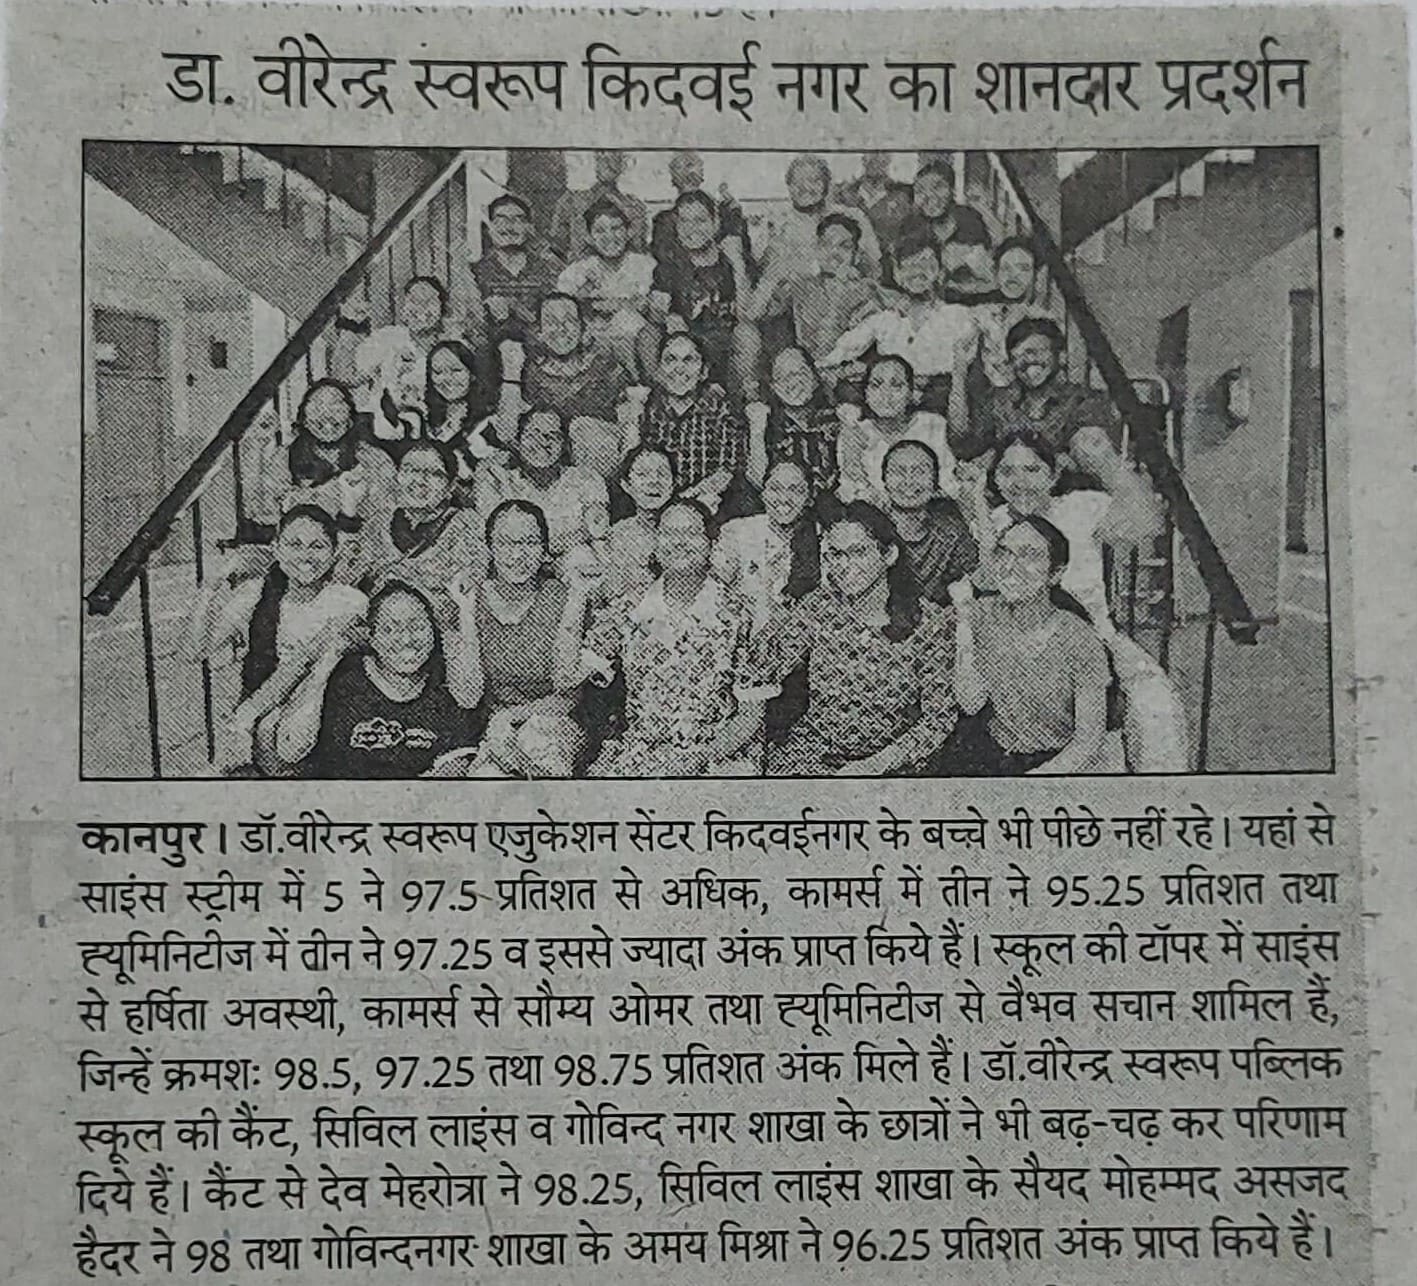 डा. वीरेन्द्र स्वरूप किदवई नगर का शानदार प्रदर्शन
कानपुर। डॉ.वीरेन्द्र स्वरूप एजुकेशन सेंटर किदवईनगर के बच्चे भी पीछे नहीं रहे। यहां से
साइंस स्ट्रीम में 5 ने 97.5 प्रतिशत से अधिक, कामर्स में तीन ने 95.25 प्रतिशत तथा
ह्यूमिनिटीज में तीन ने 97.25 व इससे ज्यादा अंक प्राप्त किये हैं। स्कूल की टॉपर में साइंस
से हर्षिता अवस्थी, कामर्स से सौम्य ओमर तथा ह्यूमिनिटीज से वैभव सचान शामिल हैं,
जिन्हें क्रमशः 98.5, 97.25 तथा 98.75 प्रतिशत अंक मिले हैं। डॉ.वीरेन्द्र स्वरूप पब्लिक
स्कूल की कैंट, सिविल लाइंस व गोविन्द नगर शाखा के छात्रों ने भी बढ़-चढ़ कर परिणाम
दिये हैं। कैंट से देव मेहरोत्रा ने 98.25, सिविल लाइंस शाखा के सैयद मोहम्मद असजद
हैदर ने 98 तथा गोविन्दनगर शाखा के अमय मिश्रा ने 96.25 प्रतिशत अंक प्राप्त किये हैं।